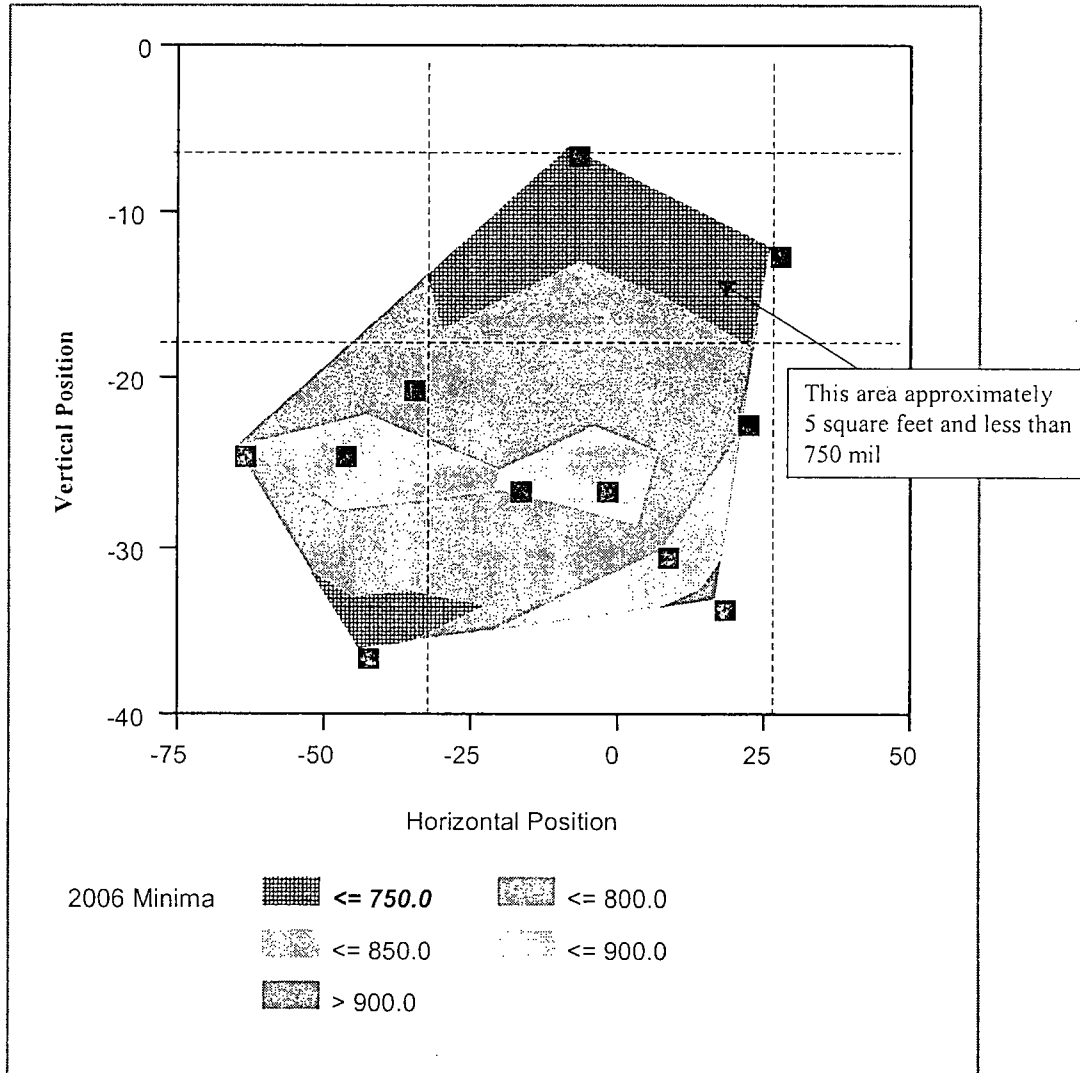 0
-10
-20
-30
-40
Vertical Position
This area approximately
5 square feet and less than
750 mil
-75 -50 -25 0 25 50
Horizontal Position
2006 Minima <= 750.0 <= 800.0
<= 850.0 <= 900.0
> 900.0